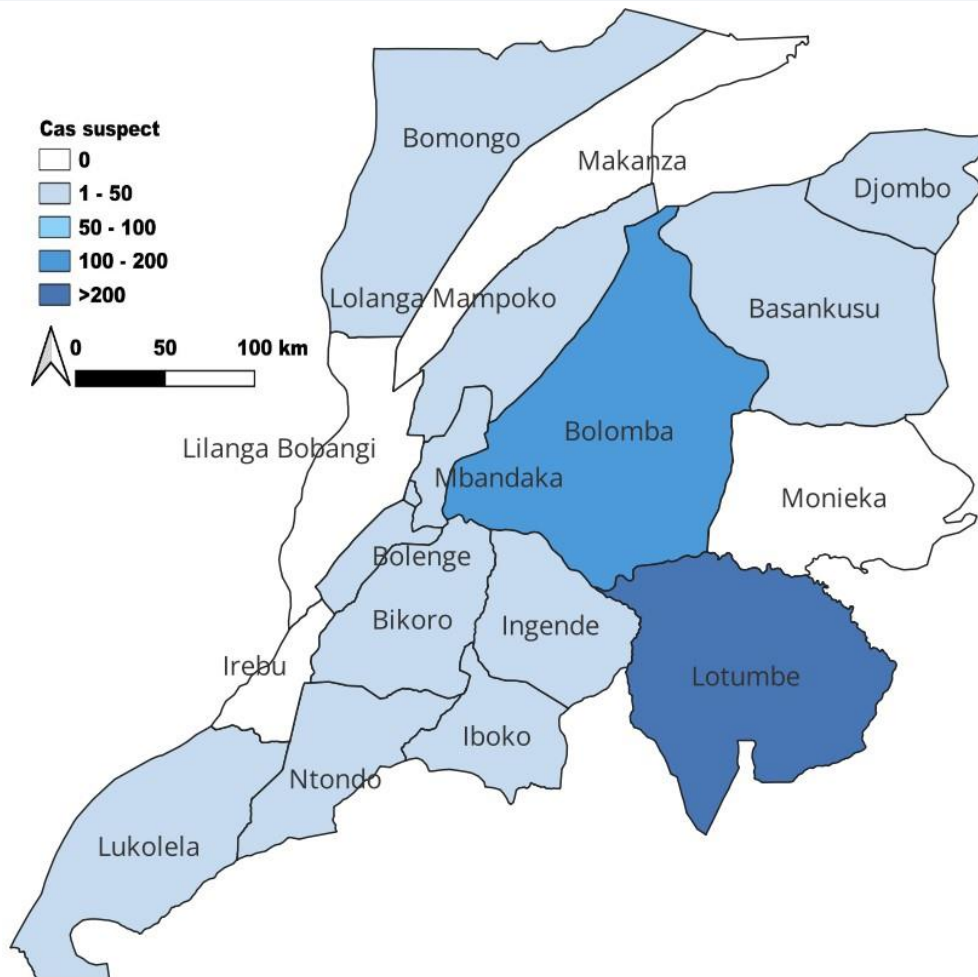 Cas suspect
0
1 - 50
50 - 100
100 - 200
>200
0 50 100 km
Bomongo
Makanza
Djombo
Lolanga Mampoko
Basankusu
Lilanga Bobangi
Bolomba
Mbandaka
Monieka
Bolenge
Bikoro
Ingende
Irebu
Lotumbe
Iboko
Ntondo
Lukolela